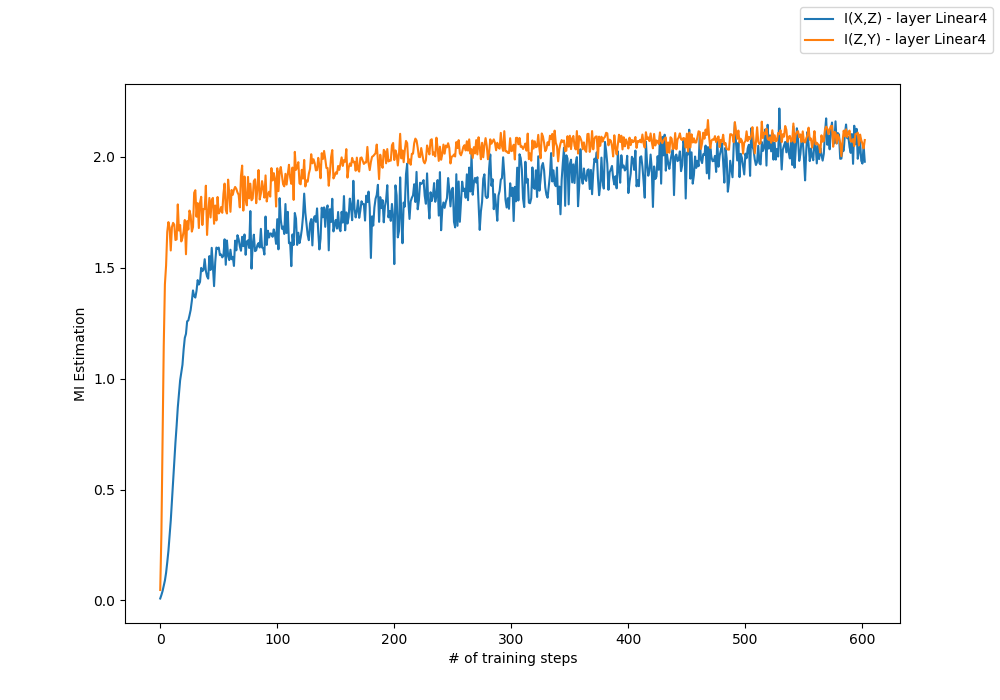 I(X,Z) - layer Linear4
I(Z,Y) - layer Linear4
2.0
1.5
1.0
0.5
0.0
MI Estimation
0 100 200 300 400 500 600
# of training steps